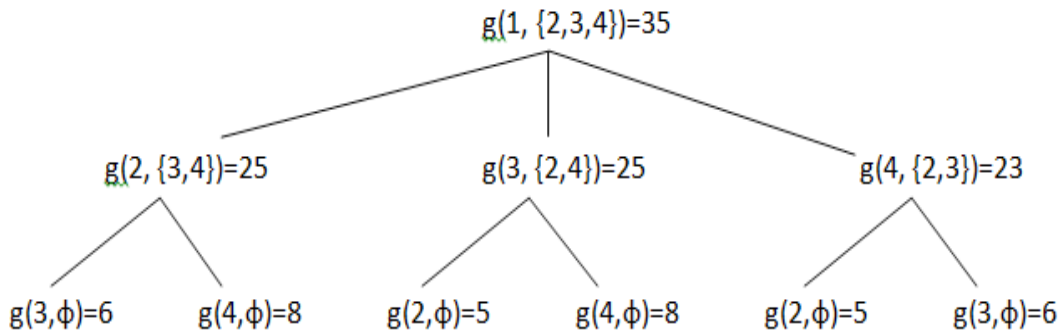 g(1, {2,3,4})=35
g(2, {3,4})=25 g(3, {2,4})=25 g(4, {2,3})=23
g(3,ф)=6 g(4,ф)=8 g(2,ф)=5 g(4,ф)=8 g(2,ф)=5 g(3,ф)=6